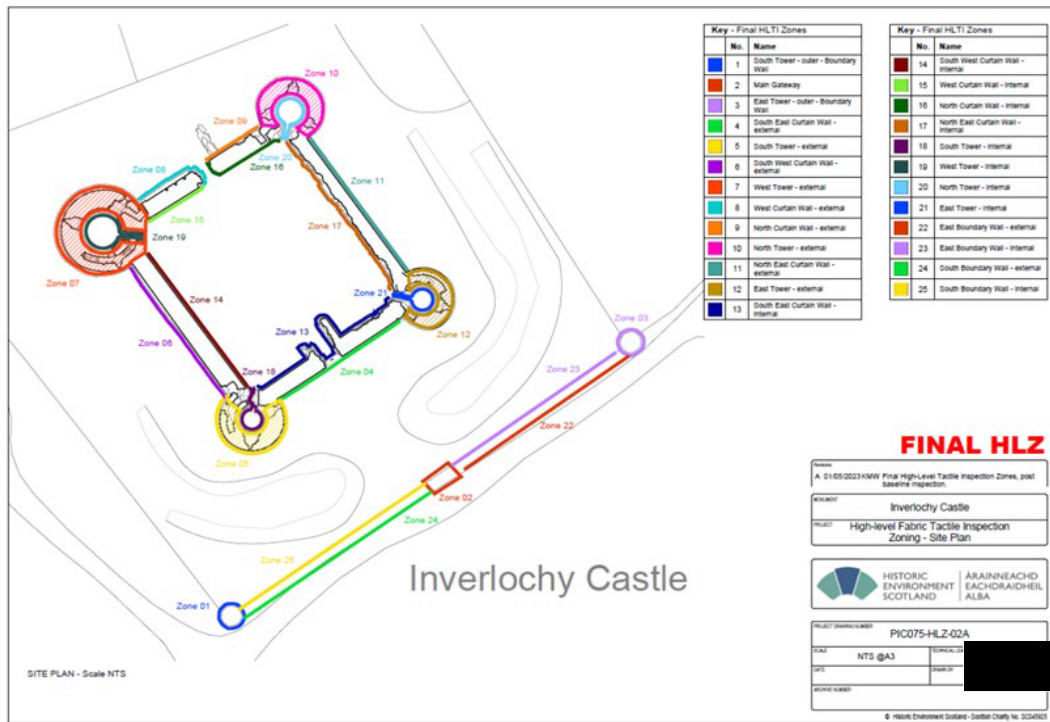 Zone 10
Zone 09
Zone 20
Zone 16
Zone 08
Zone 11
Zone 15
Zone 17
Zone 19
Zone 07
Zone 14
Zone 21
Zone 12
Zone 13
Zone 03
Zone 06
Zone 18
Zone 04
Zone 23
Zone 05
Zone 22
Zone 02
Zone 24
Zone 25
Zone 01
Inverlochy Castle
SITE PLAN - Scale NTS
Key - Final HLTI Zones
No. Name
1 South Tower - outer - Boundary
Wall
2 Main Gateway
3 East Tower - outer - Boundary
Wall
4 South East Curtain Wall -
external
5 South Tower - external
6 South West Curtain Wall -
external
7 West Tower - external
8 West Curtain Wall - external
9 North Curtain Wall - external
10 North Tower - external
11 North East Curtain Wall -
external
12 East Tower - external
13 South East Curtain Wall -
internal
Key - Final HLTI Zones
No. Name
14 South West Curtain Wall -
internal
15 West Curtain Wall - internal
16 North Curtain Wall - internal
17 North East Curtain Wall -
internal
18 South Tower - internal
19 West Tower - internal
20 North Tower - internal
21 East Tower - internal
22 East Boundary Wall - external
23 East Boundary Wall - internal
24 South Boundary Wall - external
25 South Boundary Wall - internal
FINAL HLZ
Revisions
A 01/05/2023 KMW Final High-Level Tactile Inspection Zones, post
baseline inspection.
MONUMENT
Inverlochy Castle
PROJECT
High-level Fabric Tactile Inspection
Zoning - Site Plan
HISTORIC
ENVIRONMENT
SCOTLAND
ÀRAINNEACHD
EACHDRAIDHEIL
ALBA
PROJECT DRAWING NUMBER
PIC075-HLZ-02A
SCALE
NTS @A3
DATE
DRAWN BY
ARCHIVE NUMBER
© Historic Environment Scotland - Scottish Charity No. SC045925